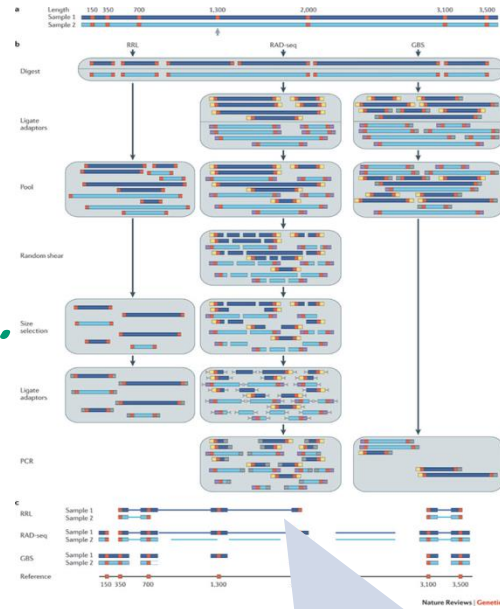 a
Length 150 350 700 1,300 2,000 3,100 3,500
Sample 1
Sample 2
b
RRL RAD-seq GBS
Digest
Ligate
adaptors
Pool
Random shear
Size
selection
Ligate
adaptors
PCR
c
RRL Sample 1
Sample 2
RAD-seq Sample 1
Sample 2
GBS Sample 1
Sample 2
Reference
150 350 700 1,300 3,100 3,500
Nature Reviews | Genetic